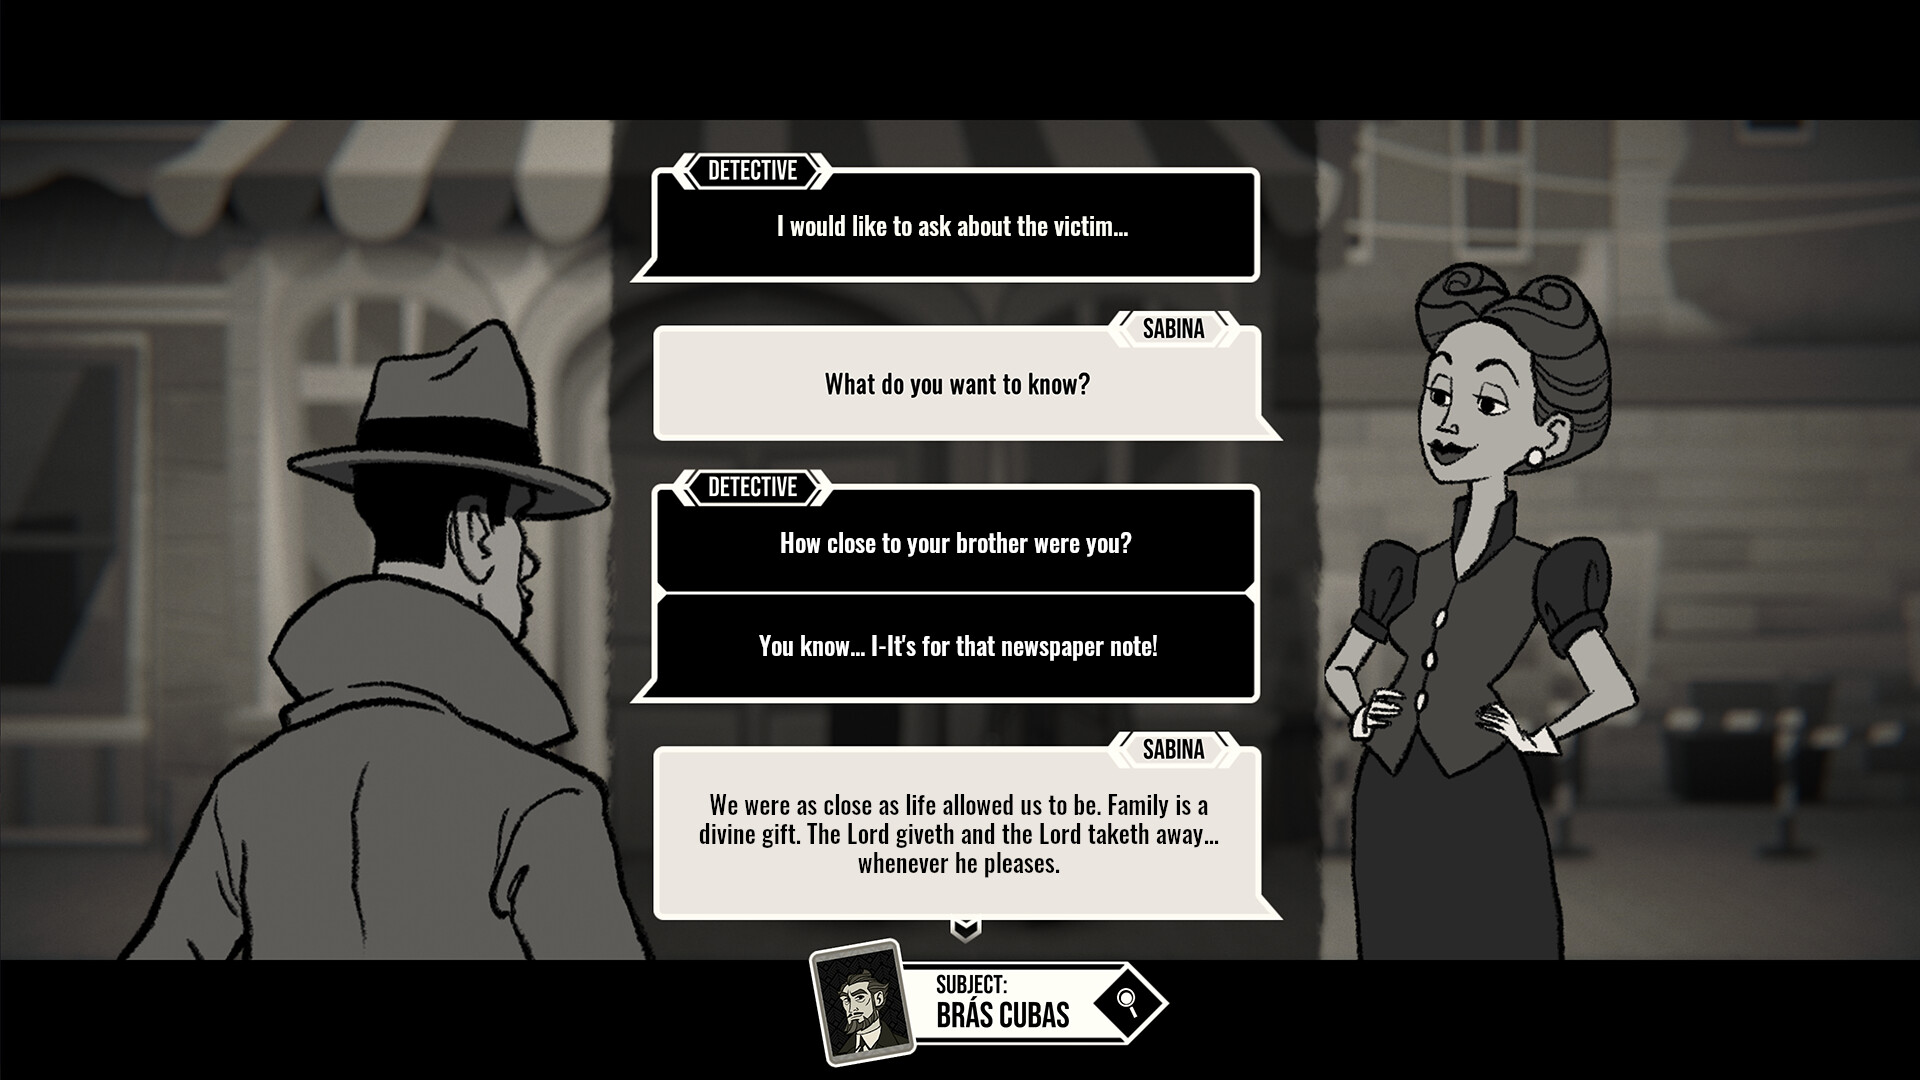 DETECTIVE
I would like to ask about the victim...
SABINA
What do you want to know?
DETECTIVE
How close to your brother were you?
You know... I-It's for that newspaper note!
SABINA
We were as close as life allowed us to be. Family is a
divine gift. The Lord giveth and the Lord taketh away...
whenever he pleases.
SUBJECT:
BRÁS CUBAS